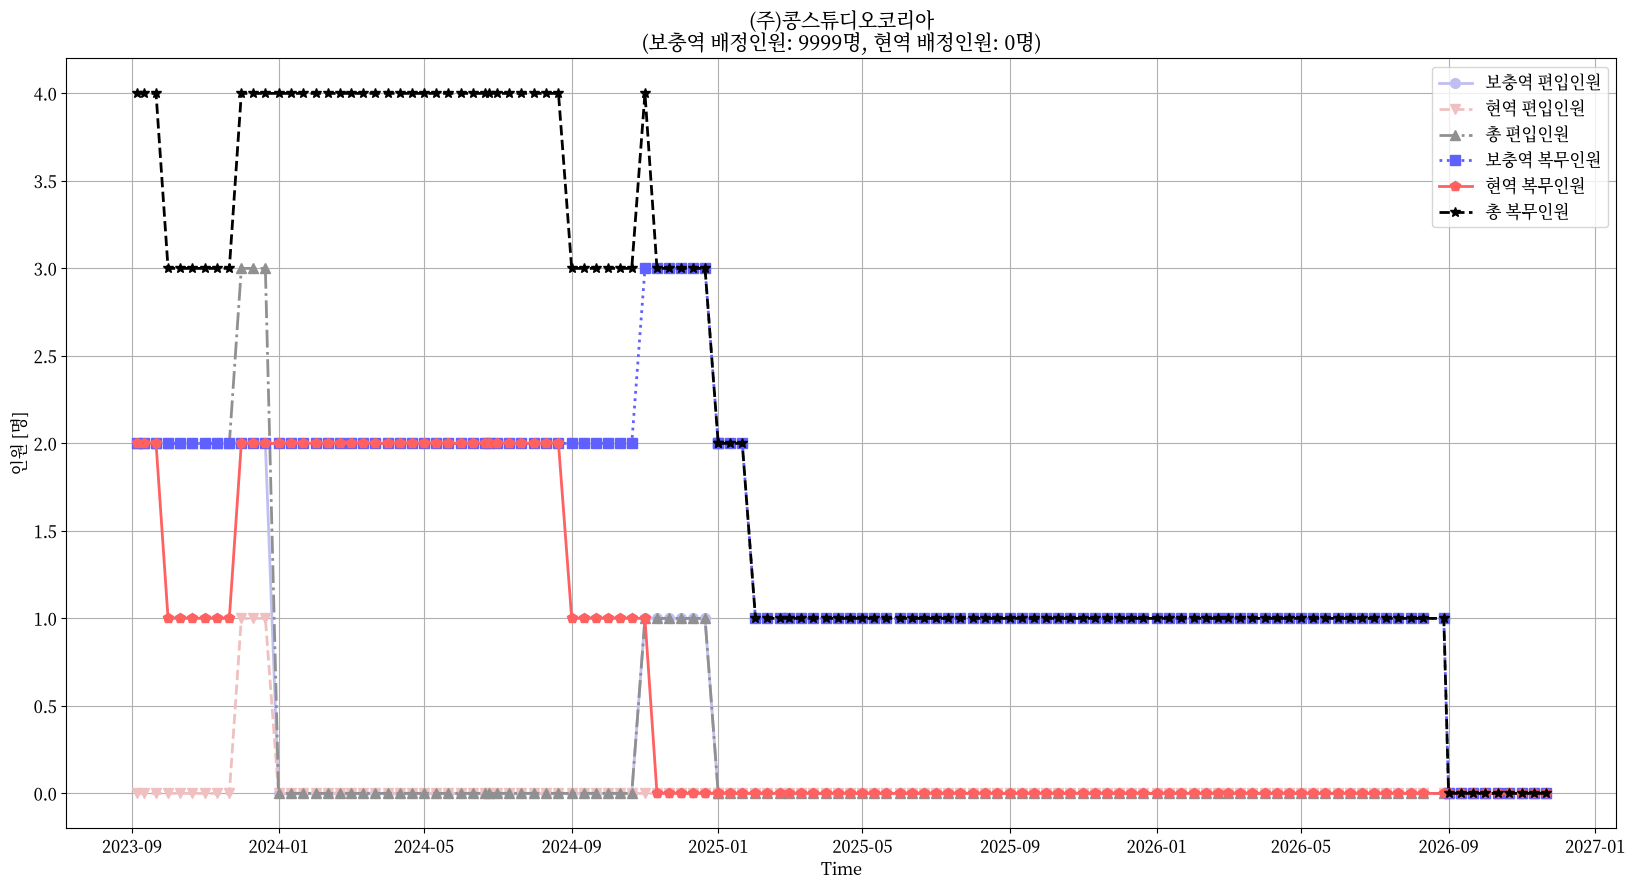 (주)콩스튜디오코리아
(보충역 배정인원: 9999명, 현역 배정인원: 0명)
보충역 편입인원
현역 편입인원
총 편입인원
보충역 복무인원
현역 복무인원
총 복무인원
인원 [명]
4.0
3.5
3.0
2.5
2.0
1.5
1.0
0.5
0.0
2023-09 2024-01 2024-05 2024-09 2025-01 2025-05 2025-09 2026-01 2026-05 2026-09 2027-01
Time